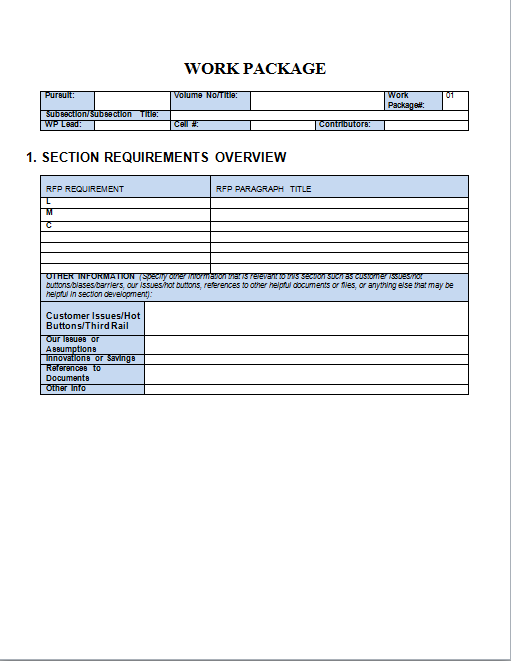 WORK PACKAGE
Pursuit: Volume No/Title: Work Package#: 01
Subsection/Subsection Title:
WP Lead: Cell #: Contributors:
1. SECTION REQUIREMENTS OVERVIEW
RFP REQUIREMENT RFP PARAGRAPH TITLE
L
M
C
OTHER INFORMATION (Specify other information that is relevant to this section such as customer issues/hot
buttons/biases/barriers, our issues/hot buttons, references to other helpful documents or files, or anything else that may be
helpful in section development):
Customer Issues/Hot
Buttons/Third Rail
Our Issues or
Assumptions
Innovations or Savings
References to
Documents
Other Info